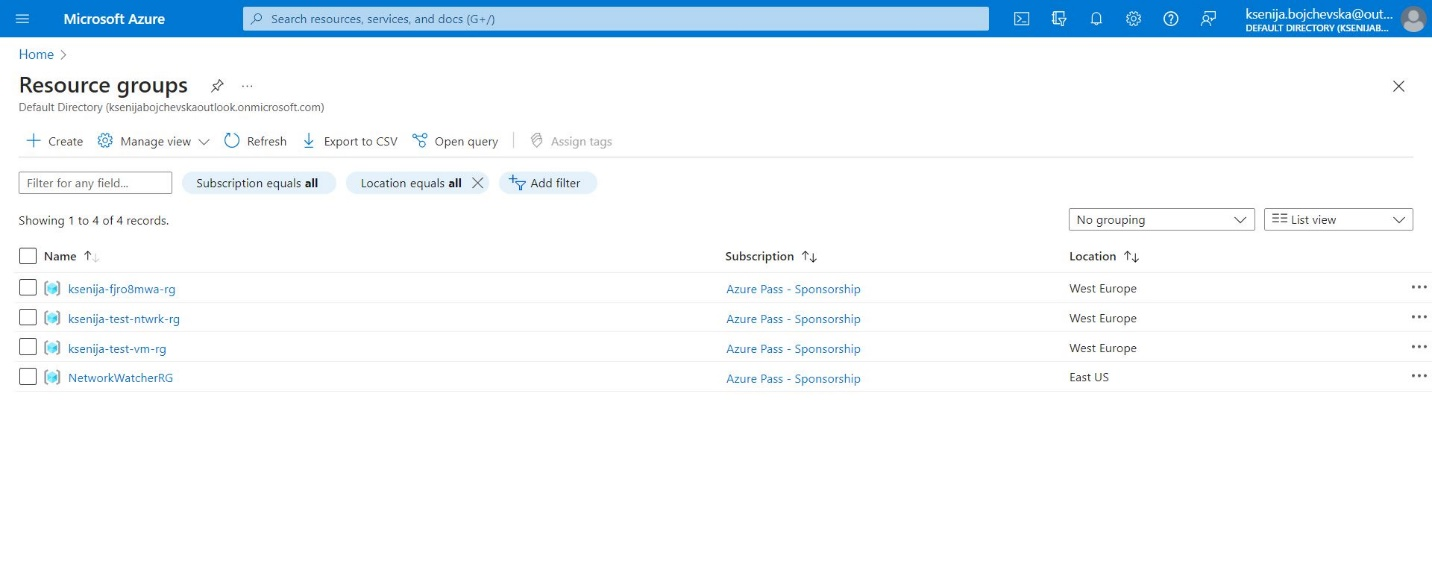 Microsoft Azure
Search resources, services, and docs (G+/)
ksenija.bojchevska@out...
DEFAULT DIRECTORY (KSENIJAB...
Home
Resource groups
Default Directory (ksenijabojchevskaoutlook.onmicrosoft.com)
Create Manage view Refresh Export to CSV Open query Assign tags
Filter for any field... Subscription equals all Location equals all Add filter
Showing 1 to 4 of 4 records. No grouping List view
Name Subscription Location
ksenija-fjro8mwa-rg Azure Pass - Sponsorship West Europe
ksenija-test-ntwrk-rg Azure Pass - Sponsorship West Europe
ksenija-test-vm-rg Azure Pass - Sponsorship West Europe
NetworkWatcherRG Azure Pass - Sponsorship East US